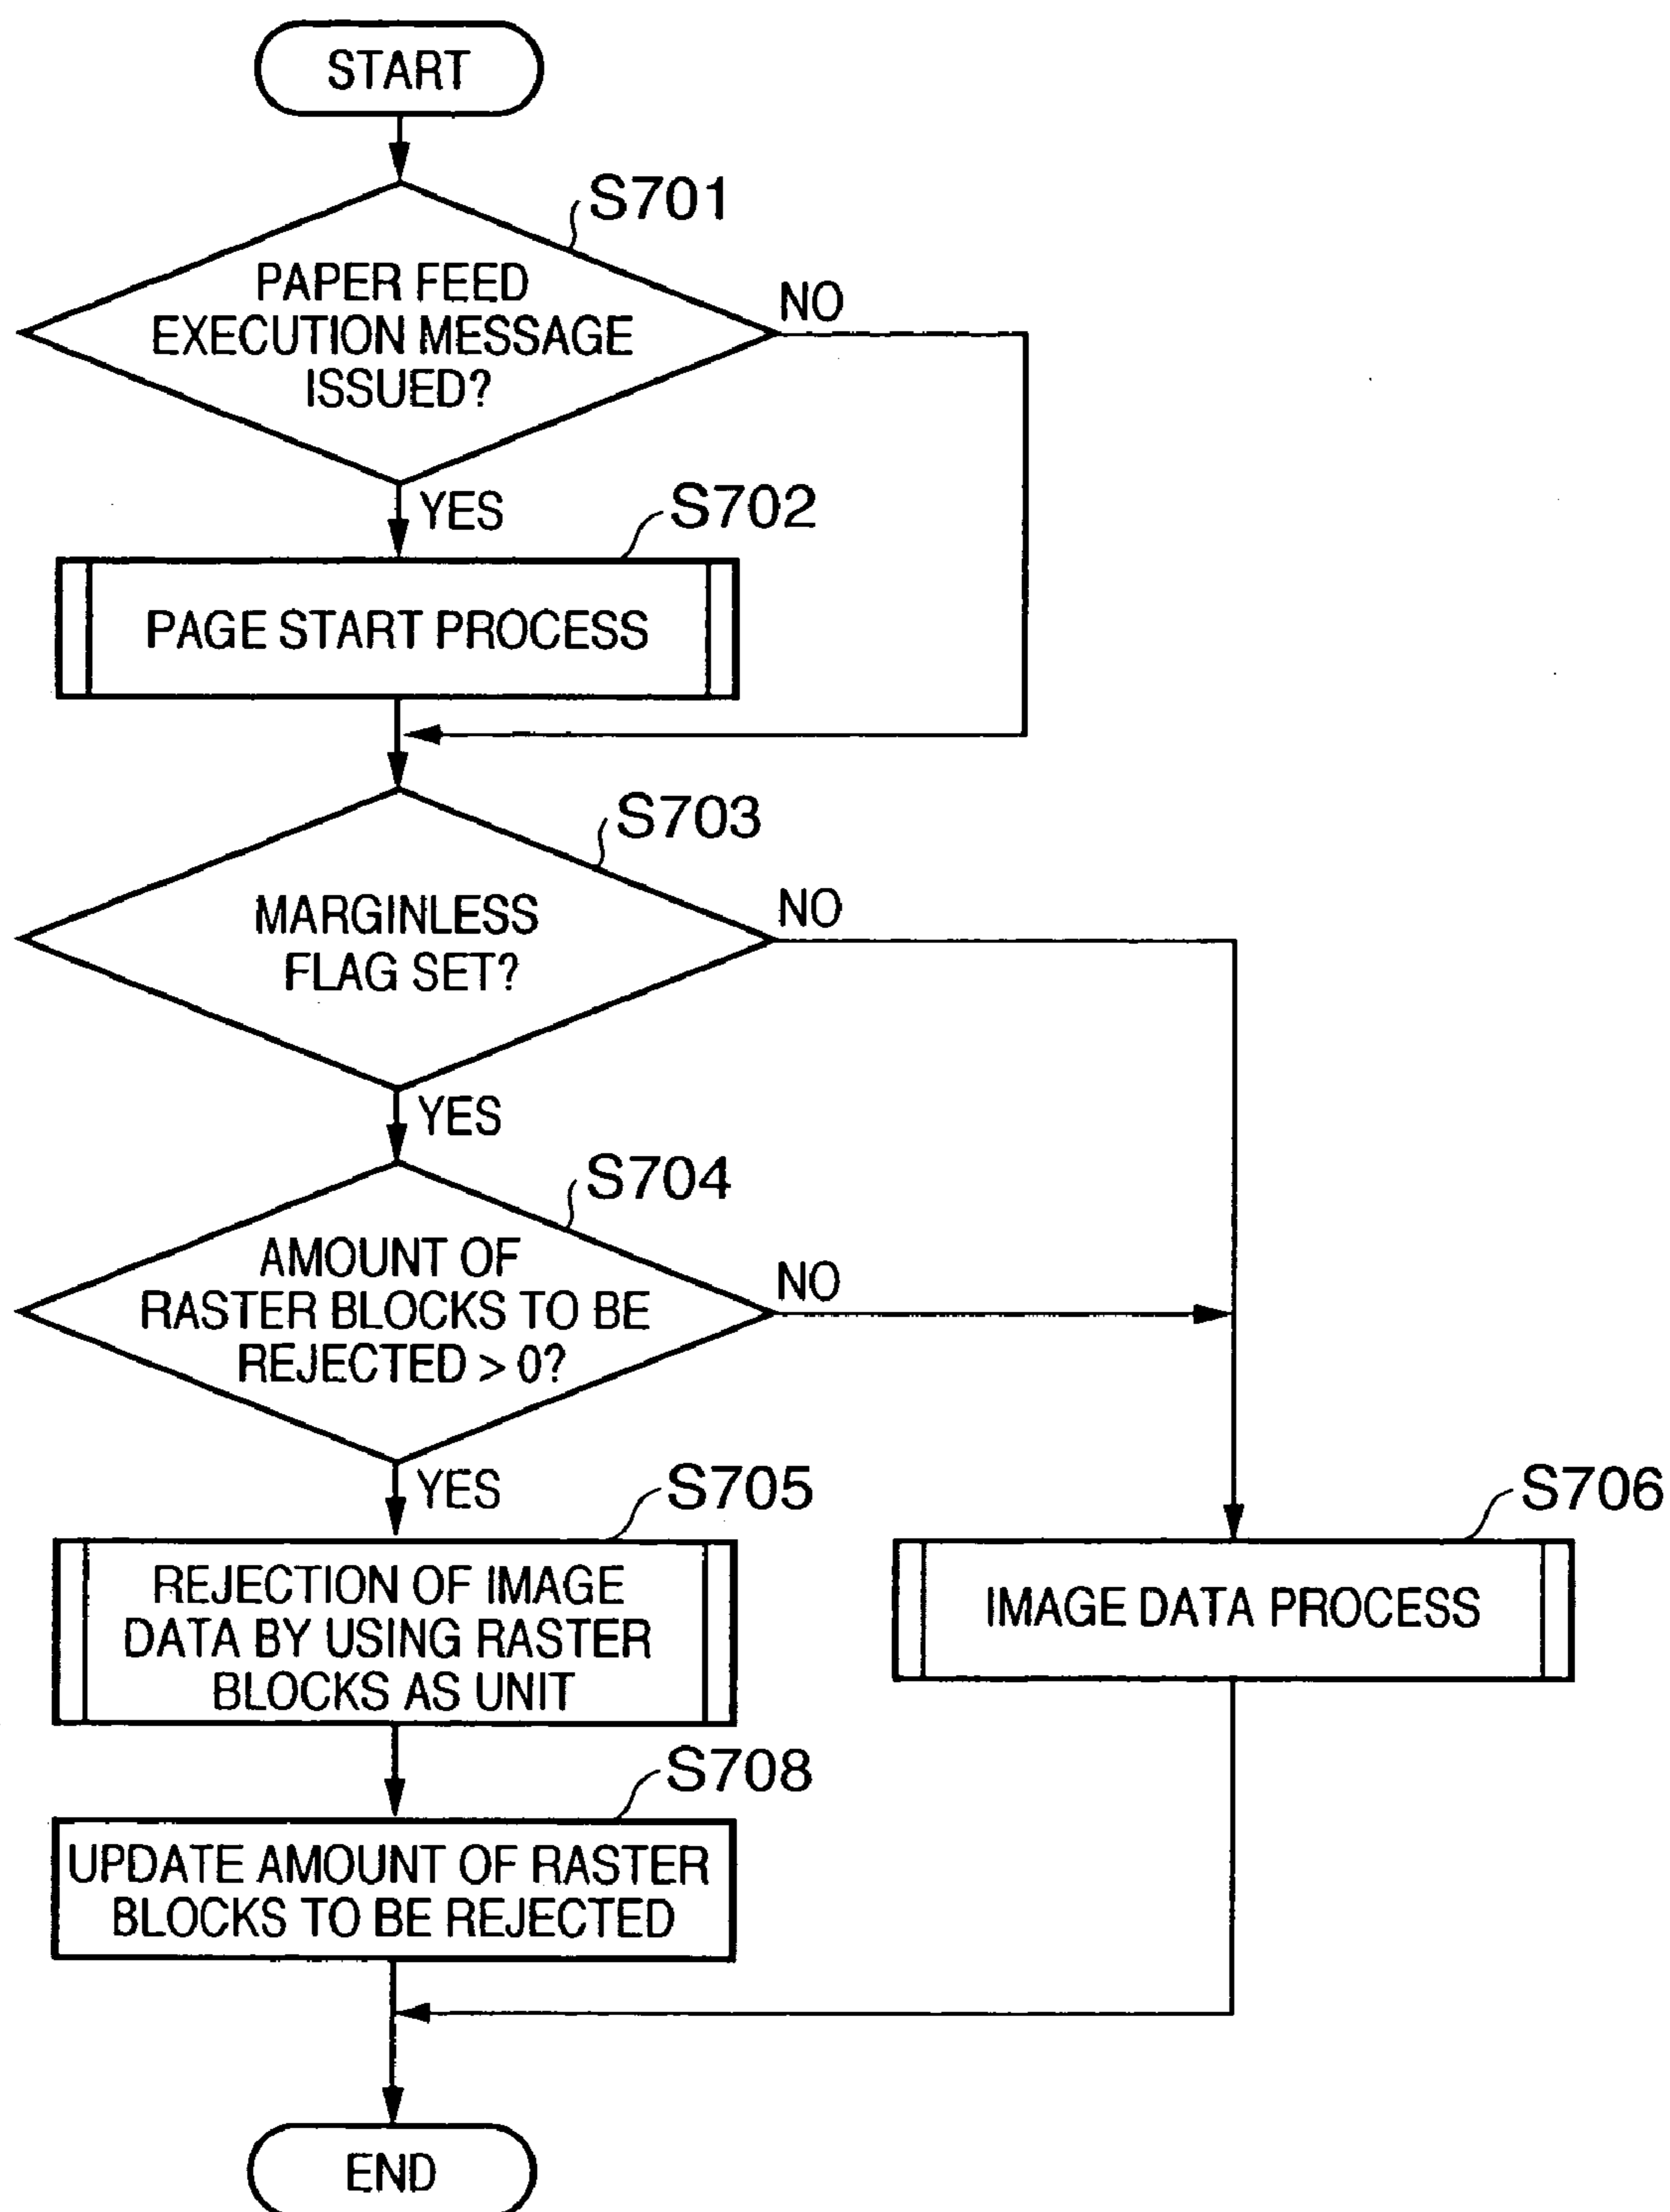 START
S701
PAPER FEED
EXECUTION MESSAGE
ISSUED?
NO
YES
S702
PAGE START PROCESS
S703
MARGINLESS
FLAG SET?
NO
YES
S704
AMOUNT OF
RASTER BLOCKS TO BE
REJECTED > 0?
NO
YES
S705
REJECTION OF IMAGE
DATA BY USING RASTER
BLOCKS AS UNIT
S706
IMAGE DATA PROCESS
S708
UPDATE AMOUNT OF RASTER
BLOCKS TO BE REJECTED
END